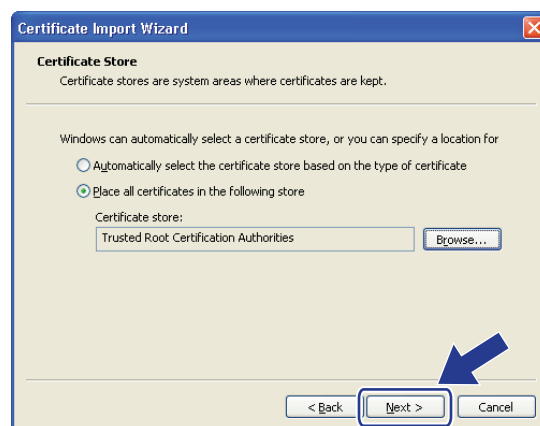 Certificate Import Wizard
Certificate Store
Certificate stores are system areas where certificates are kept.
Windows can automatically select a certificate store, or you can specify a location for
Automatically select the certificate store based on the type of certificate
Place all certificates in the following store
Certificate store:
Trusted Root Certification Authorities
Browse...
< Back
Next >
Cancel